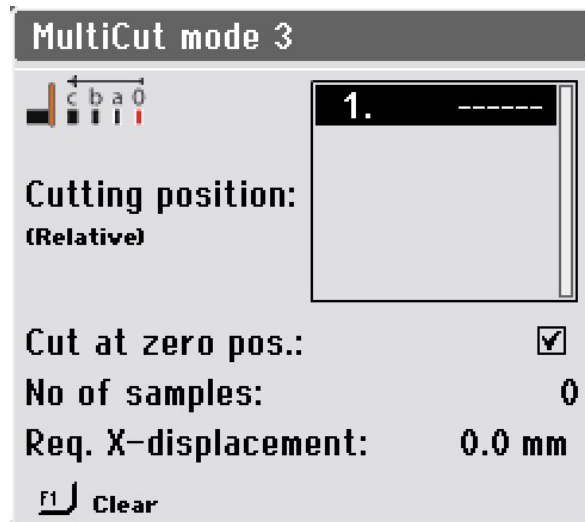 MultiCut mode 3
c b a 0
1. ------
Cutting position:
(Relative)
Cut at zero pos.:
No of samples: 0
Req. X-displacement: 0.0 mm
F1 Clear